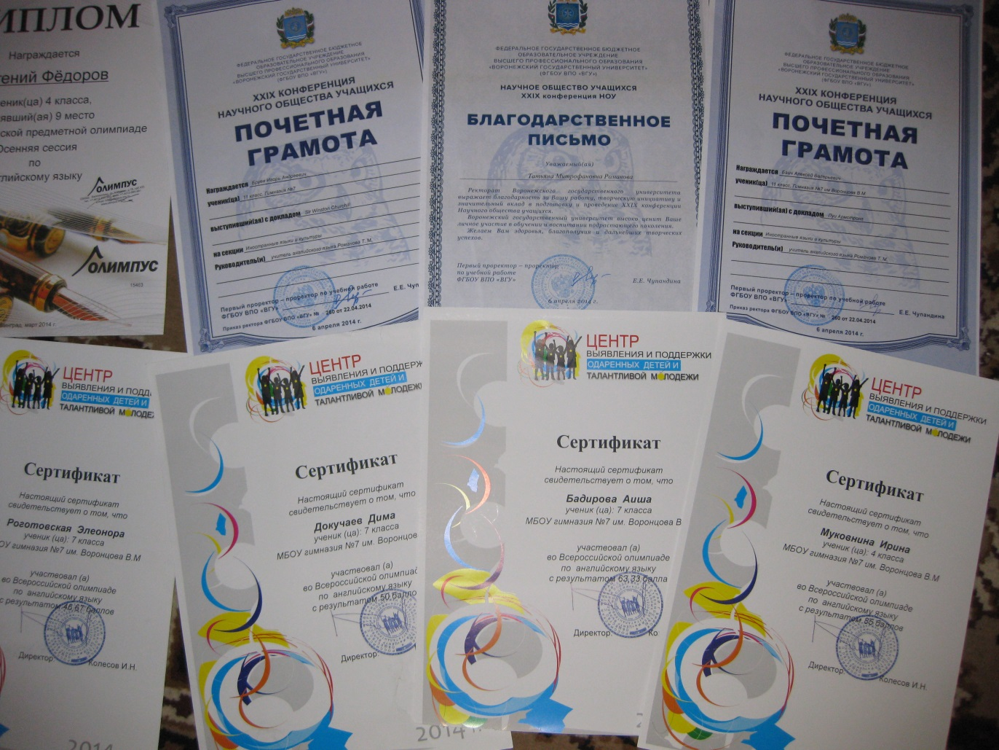 ИПЛОМ
Награждается
гений Фёдоров
ник(ца) 4 класса,
явший(ая) 9 место
ской предметной олимпиаде
Осенняя сессия
по
глийскому языку
ОЛИМПУС
ОЛИМПУС
15403
март 2014 г.
ФЕДЕРАЛЬНОЕ ГОСУДАРСТВЕННОЕ БЮДЖЕТНОЕ
ОБРАЗОВАТЕЛЬНОЕ УЧРЕЖДЕНИЕ
ВЫСШЕГО ПРОФЕССИОНАЛЬНОГО ОБРАЗОВАНИЯ
«ВОРОНЕЖСКИЙ ГОСУДАРСТВЕННЫЙ УНИВЕРСИТЕТ»
(ФГБОУ ВПО «ВГУ»)
XXIX КОНФЕРЕНЦИЯ
НАУЧНОГО ОБЩЕСТВА УЧАЩИХСЯ
ПОЧЕТНАЯ
ГРАМОТА
Награждается Игорь Андреевич
ученик(ца) 11 класс, Гимназия №7
выступивший(ая) с докладом Sir Winston Churchill
на секции Иностранные языки и культуры
Руководитель(и) учитель английского языка Романова Т. М.
Первый проректор – проректор по учебной работе
ФГБОУ ВПО «ВГУ» Е.Е. Чуп
Приказ ректора ФГБОУ ВПО «ВГУ» № 260 от 22.04.2014
6 апреля 2014 г.
ФЕДЕРАЛЬНОЕ ГОСУДАРСТВЕННОЕ БЮДЖЕТНОЕ
ОБРАЗОВАТЕЛЬНОЕ УЧРЕЖДЕНИЕ
ВЫСШЕГО ПРОФЕССИОНАЛЬНОГО ОБРАЗОВАНИЯ
«ВОРОНЕЖСКИЙ ГОСУДАРСТВЕННЫЙ УНИВЕРСИТЕТ»
(ФГБОУ ВПО «ВГУ»)
НАУЧНОЕ ОБЩЕСТВО УЧАЩИХСЯ
XXIX конференция НОУ
БЛАГОДАРСТВЕННОЕ
ПИСЬМО
Уважаемый(ая)
Татьяна Митрофановна Романова
Ректорат Воронежского государственного университета
выражает благодарность за Вашу работу, творческую инициативу и
значительный вклад в подготовку и проведение XXIX конференции
Научного общества учащихся.
Воронежский государственный университет высоко ценит Ваше
личное участие в обучении и воспитании подрастающего поколения.
Желаем Вам здоровья, благополучия и дальнейших творческих
успехов.
Первый проректор – проректор
по учебной работе
ФГБОУ ВПО «ВГУ» Е.Е. Чупандина
6 апреля 2014 г.
ФЕДЕРАЛЬНОЕ ГОСУДАРСТВЕННОЕ БЮДЖЕТНОЕ
ОБРАЗОВАТЕЛЬНОЕ УЧРЕЖДЕНИЕ
ВЫСШЕГО ПРОФЕССИОНАЛЬНОГО ОБРАЗОВАНИЯ
«ВОРОНЕЖСКИЙ ГОСУДАРСТВЕННЫЙ УНИВЕРСИТЕТ»
(ФГБОУ ВПО «ВГУ»)
XXIX КОНФЕРЕНЦИЯ
НАУЧНОГО ОБЩЕСТВА УЧАЩИХСЯ
ПОЧЕТНАЯ
ГРАМОТА
Награждается Алексей Валерьевич
ученик(ца) 11 класс, Гимназия №7 им Воронцова В.М
выступивший(ая) с докладом Луи Армстронг
на секции Иностранные языки и культуры
Руководитель(и) учитель английского языка Романова Т. М.
Первый проректор – проректор по учебной работе
ФГБОУ ВПО «ВГУ» Е.Е. Чупандина
Приказ ректора ФГБОУ ВПО «ВГУ» № 260 от 22.04.2014
6 апреля 2014 г.
ЦЕНТР
ВЫЯВЛЕНИЯ И ПОДД
ОДАРЕННЫХ ДЕТЕЙ И
ТАЛАНТЛИВОЙ МОЛОДЕЖ
Сертификат
Настоящий сертификат
свидетельствует о том, что
Роготовская Элеонора
ученик (ца): 7 класса
ОУ гимназия №7 им. Воронцова В.М
участвовал (а)
во Всероссийской олимпиаде
по английскому языку
с результатом 46,67 баллов
Директор: Колесов И.Н.
2014
ЦЕНТР
ВЫЯВЛЕНИЯ И ПОДДЕРЖК
ОДАРЕННЫХ ДЕТЕЙ И
ТАЛАНТЛИВОЙ МОЛОДЕЖИ
Сертификат
Настоящий сертификат
свидетельствует о том, что
Докучаев Дима
ученик (ца): 7 класса
МБОУ гимназия №7 им. Воронцов
участвовал (а)
во Всероссийской олимпиад
по английскому языку
с результатом 50 балло
Директор:
2014 г.
ЦЕНТР
ВЫЯВЛЕНИЯ И ПОДДЕРЖКИ
ОДАРЕННЫХ ДЕТЕЙ И
ТАЛАНТЛИВОЙ МОЛОДЕЖИ
Сертификат
Настоящий сертификат
свидетельствует о том, что
Бадирова Аиша
ученик (ца): 7 класса
МБОУ гимназия №7 им. Воронцова В
участвовал (а)
во Всероссийской олимпиаде
по английскому языку
с результатом 63,33 балла
Директор: Ко
ЦЕНТР
ВЫЯВЛЕНИЯ И ПОДДЕРЖКИ
ОДАРЕННЫХ ДЕТЕЙ И
ТАЛАНТЛИВОЙ МОЛОДЕЖИ
Сертификат
Настоящий сертификат
свидетельствует о том, что
Муковнина Ирина
ученик (ца): 4 класса
МБОУ гимназия №7 им. Воронцова В.М
участвовал (а)
во Всероссийской олимпиаде
по английскому языку
с результатом баллов
Директор: Колесов И.Н.